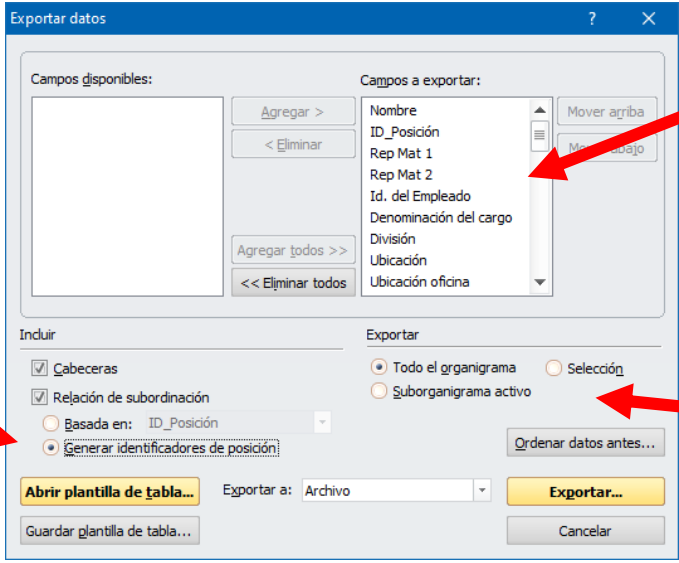 Exportar datos
?
Campos disponibles:
Campos a exportar:
Agregar >
< Eliminar
Agregar todos >>
<< Eliminar todos
Nombre
ID_Posición
Rep Mat 1
Rep Mat 2
Id. del Empleado
Denominación del cargo
División
Ubicación
Ubicación oficina
Mover arriba
Incluir
Cabeceras
Relación de subordinación
Basada en: ID_Posición
Generar identificadores de posición
Exportar
Todo el organigrama
Selección
Suborganigrama activo
Ordenar datos antes...
Abrir plantilla de tabla...
Exportar a: Archivo
Exportar...
Guardar plantilla de tabla...
Cancelar